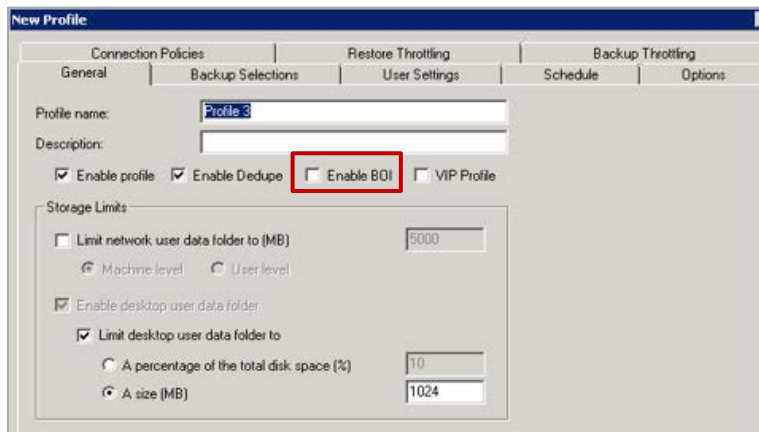 New Profile
Connection Policies Restore Throttling Backup Throttling
General Backup Selections User Settings Schedule Options
Profile name: Profile 3
Description:
Enable profile Enable Dedupe Enable BOI VIP Profile
Storage Limits
Limit network user data folder to (MB) 5000
Machine level User level
Enable desktop user data folder
Limit desktop user data folder to
A percentage of the total disk space (%) 10
A size (MB) 1024